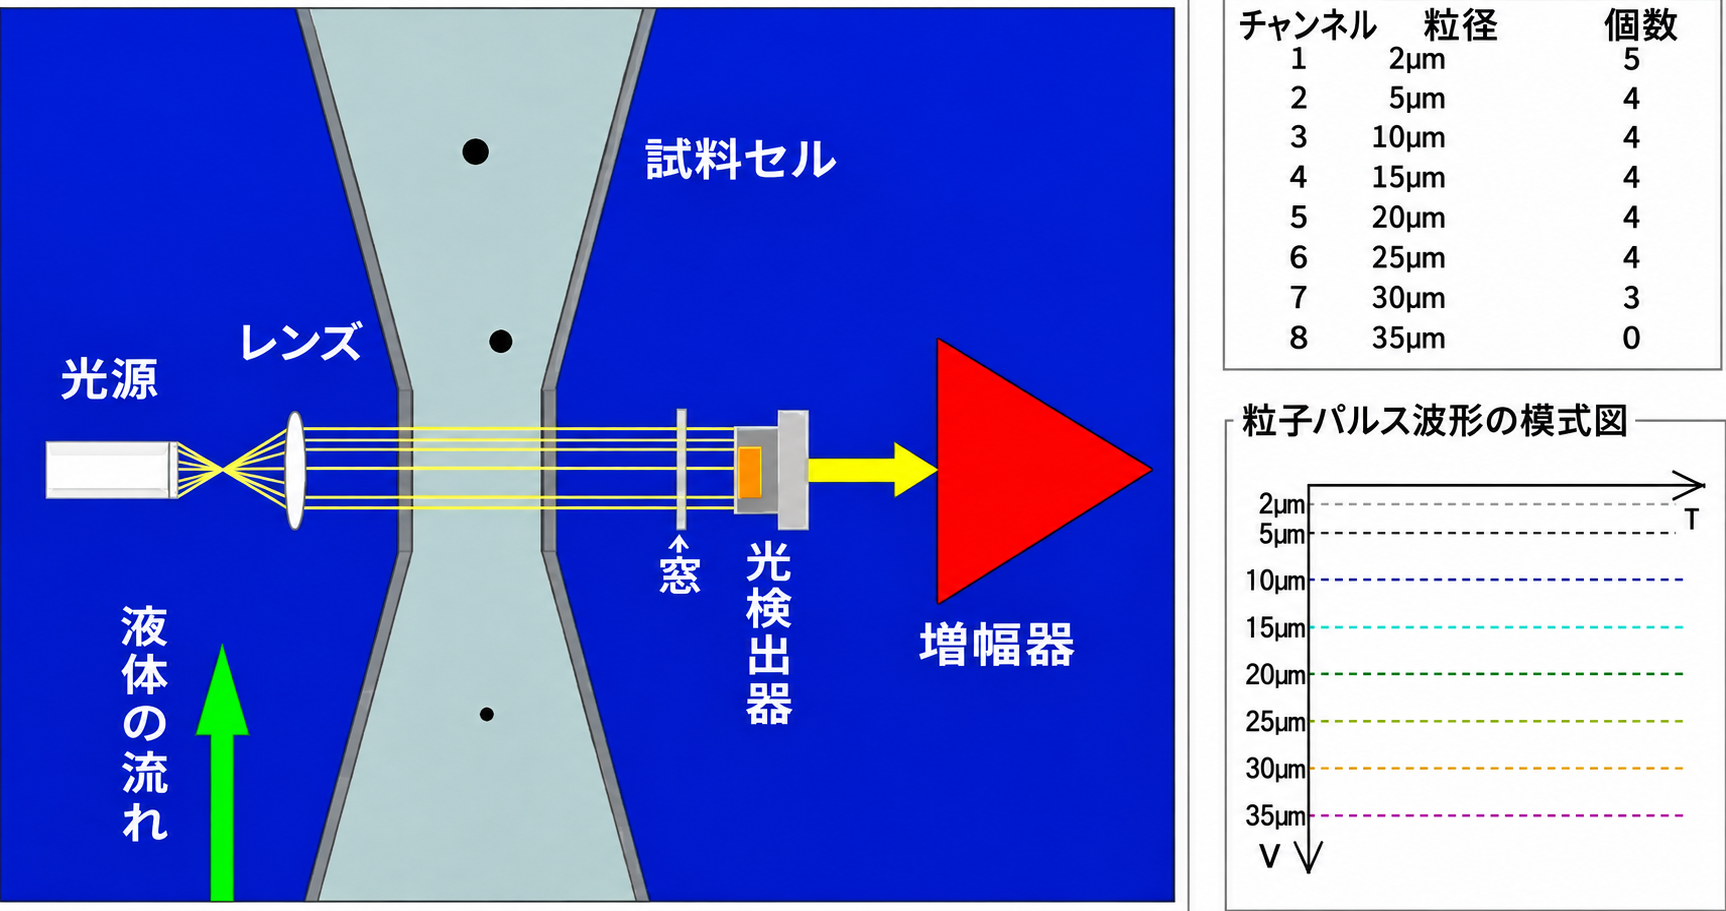 試料セル
レンズ
光源
窓
光検出器
増幅器
液体の流れ
チャンネル 粒径 個数
1 2μm 5
2 5μm 4
3 10μm 4
4 15μm 4
5 20μm 4
6 25μm 4
7 30μm 3
8 35μm 0
粒子パルス波形の模式図
T
2μm
5μm
10μm
15μm
20μm
25μm
30μm
35μm
V